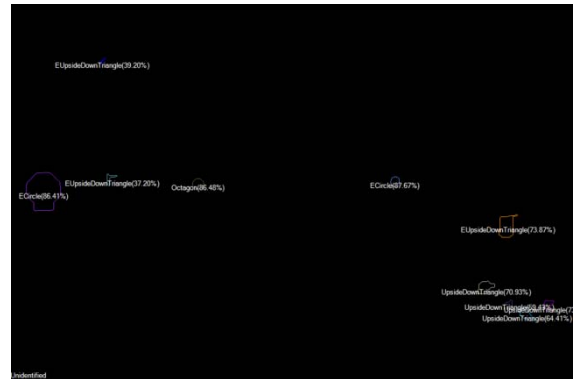 EUpsideDownTriangle(39.20%)
EUpsideDownTriangle(37.20%)
Octagon(86.48%)
ECircle(87.67%)
ECircle(86.41%)
EUpsideDownTriangle(73.87%)
UpsideDownTriangle(70.93%)
UpsideDownTriangle(64.41%)
Unidentified